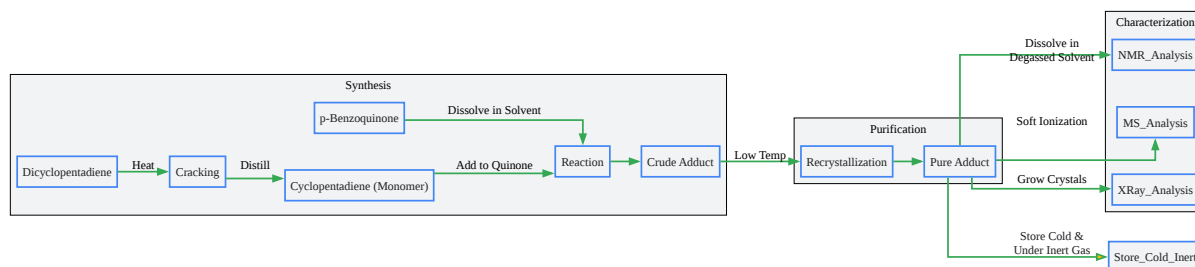 Characterization
Dissolve in
Degassed Solvent
NMR_Analysis
Synthesis
p-Benzoquinone
Dissolve in Solvent
Soft Ionization
MS_Analysis
Purification
Dicyclopentadiene
Heat
Cracking
Distill
Cyclopentadiene (Monomer)
Add to Quinone
Reaction
Crude Adduct
Low Temp
Recrystallization
Pure Adduct
Grow Crystals
XRay_Analysis
Store Cold &
Under Inert Gas
Store_Cold_Inert